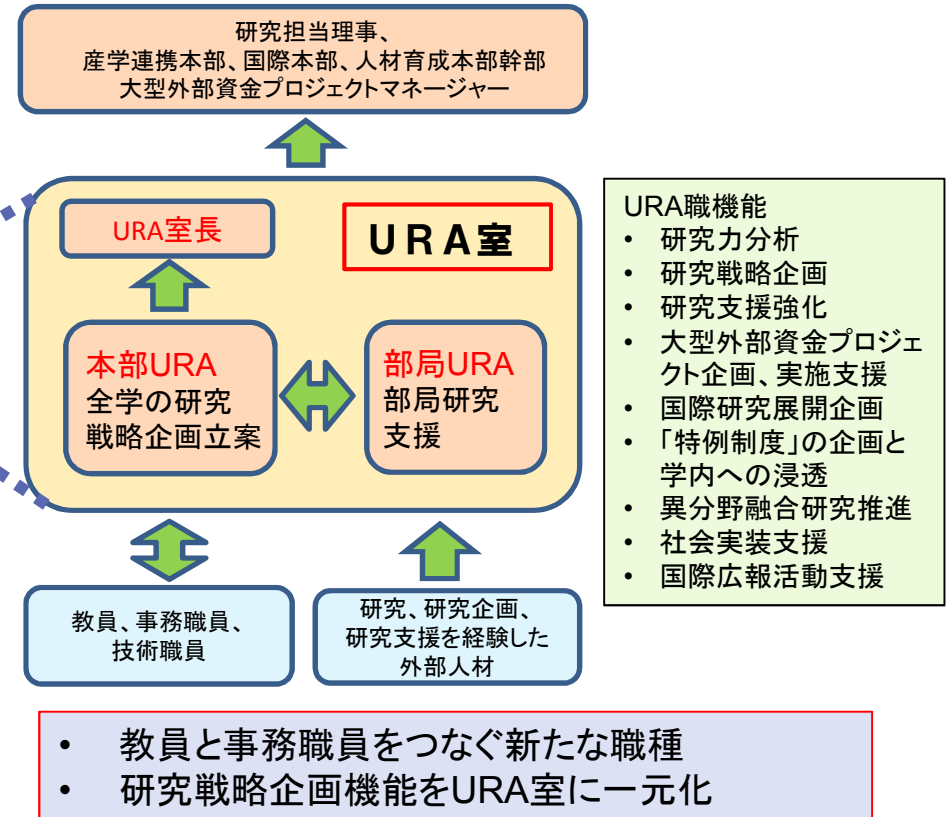 研究担当理事、
産学連携本部、国際本部、人材育成本部幹部
大型外部資金プロジェクトマネージャー
URA室長
URA室
本部URA
全学の研究
戦略企画立案
部局URA
部局研究
支援
教員、事務職員、
技術職員
研究、研究企画、
研究支援を経験した
外部人材
URA職機能
• 研究力分析
• 研究戦略企画
• 研究支援強化
• 大型外部資金プロジェ
クト企画、実施支援
• 国際研究展開企画
• 「特例制度」の企画と
学内への浸透
• 異分野融合研究推進
• 社会実装支援
• 国際広報活動支援
• 教員と事務職員をつなぐ新たな職種
• 研究戦略企画機能をURA室に一元化